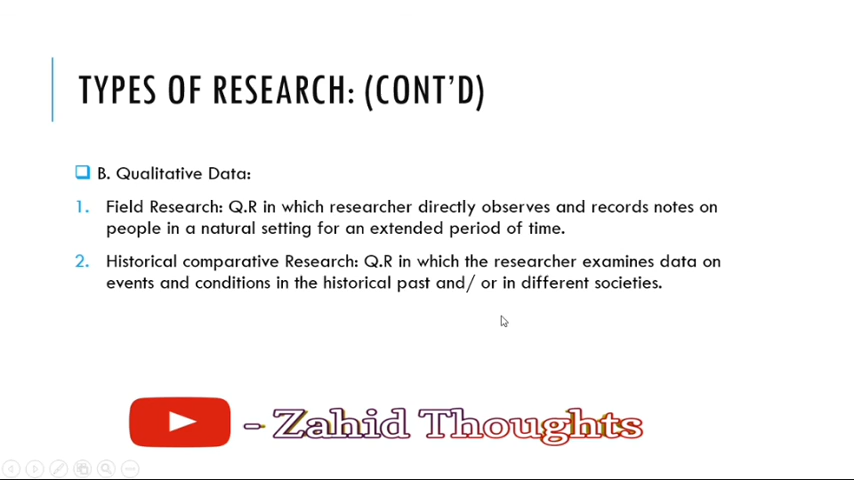 TYPES OF RESEARCH: (CONT'D)
B. Qualitative Data:
1. Field Research: Q.R in which researcher directly observes and records notes on
people in a natural setting for an extended period of time.
2. Historical comparative Research: Q.R in which the researcher examines data on
events and conditions in the historical past and/ or in different societies.
- Zahid Thoughts